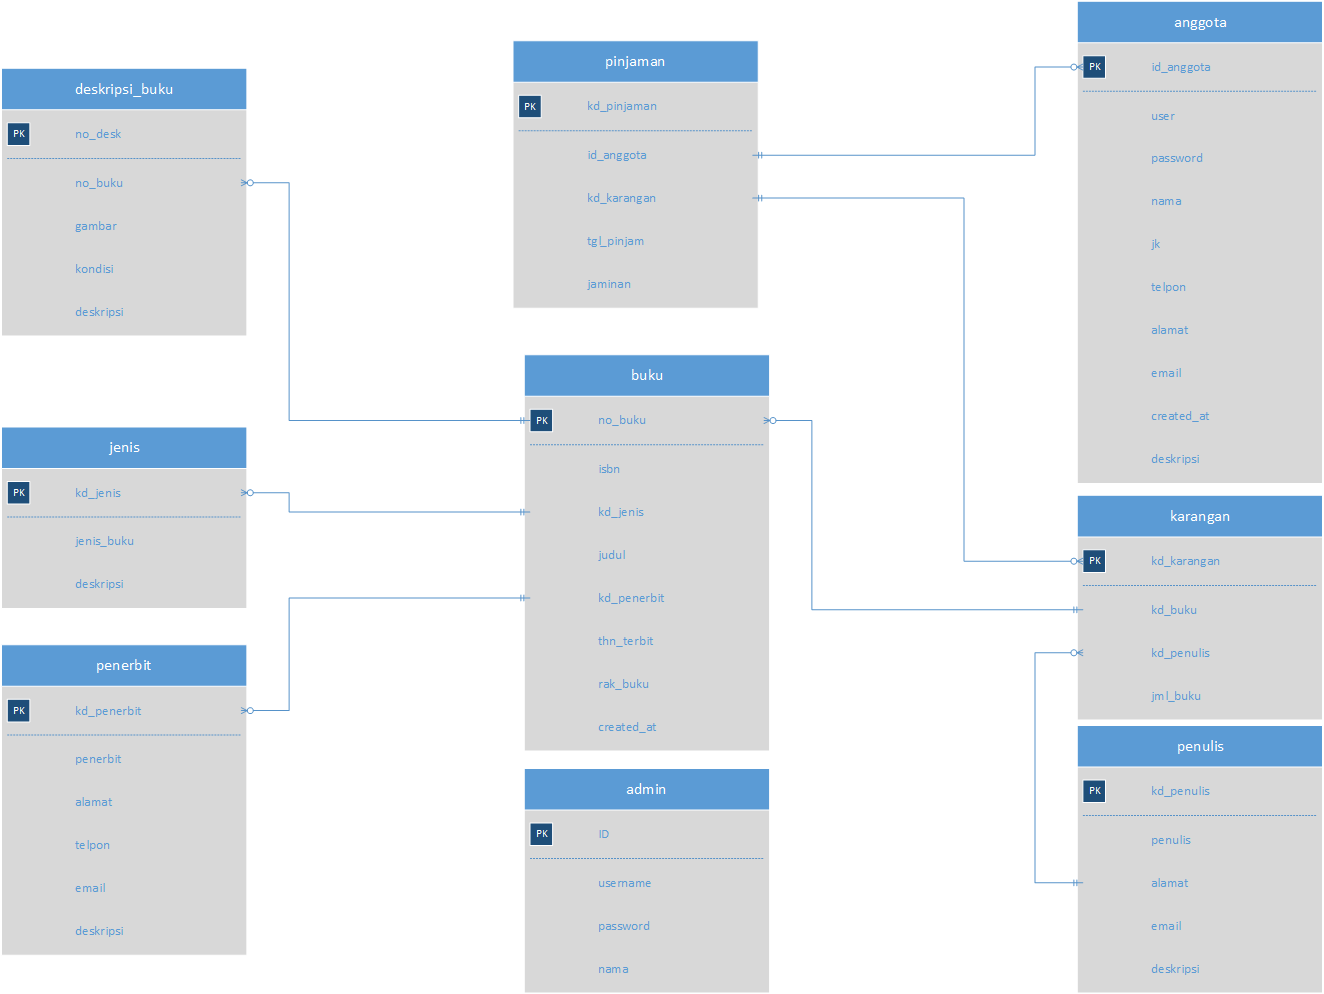 deskripsi_buku
PK no_desk
no_buku
gambar
kondisi
deskripsi
jenis
PK kd_jenis
jenis_buku
deskripsi
penerbit
PK kd_penerbit
penerbit
alamat
telpon
email
deskripsi
pinjaman
PK kd_pinjaman
id_anggota
kd_karangan
tgl_pinjam
jaminan
buku
PK no_buku
isbn
kd_jenis
judul
kd_penerbit
thn_terbit
rak_buku
created_at
admin
PK ID
username
password
nama
anggota
PK id_anggota
user
password
nama
jk
telpon
alamat
email
created_at
deskripsi
karangan
PK kd_karangan
kd_buku
kd_penulis
jml_buku
penulis
PK kd_penulis
penulis
alamat
email
deskripsi